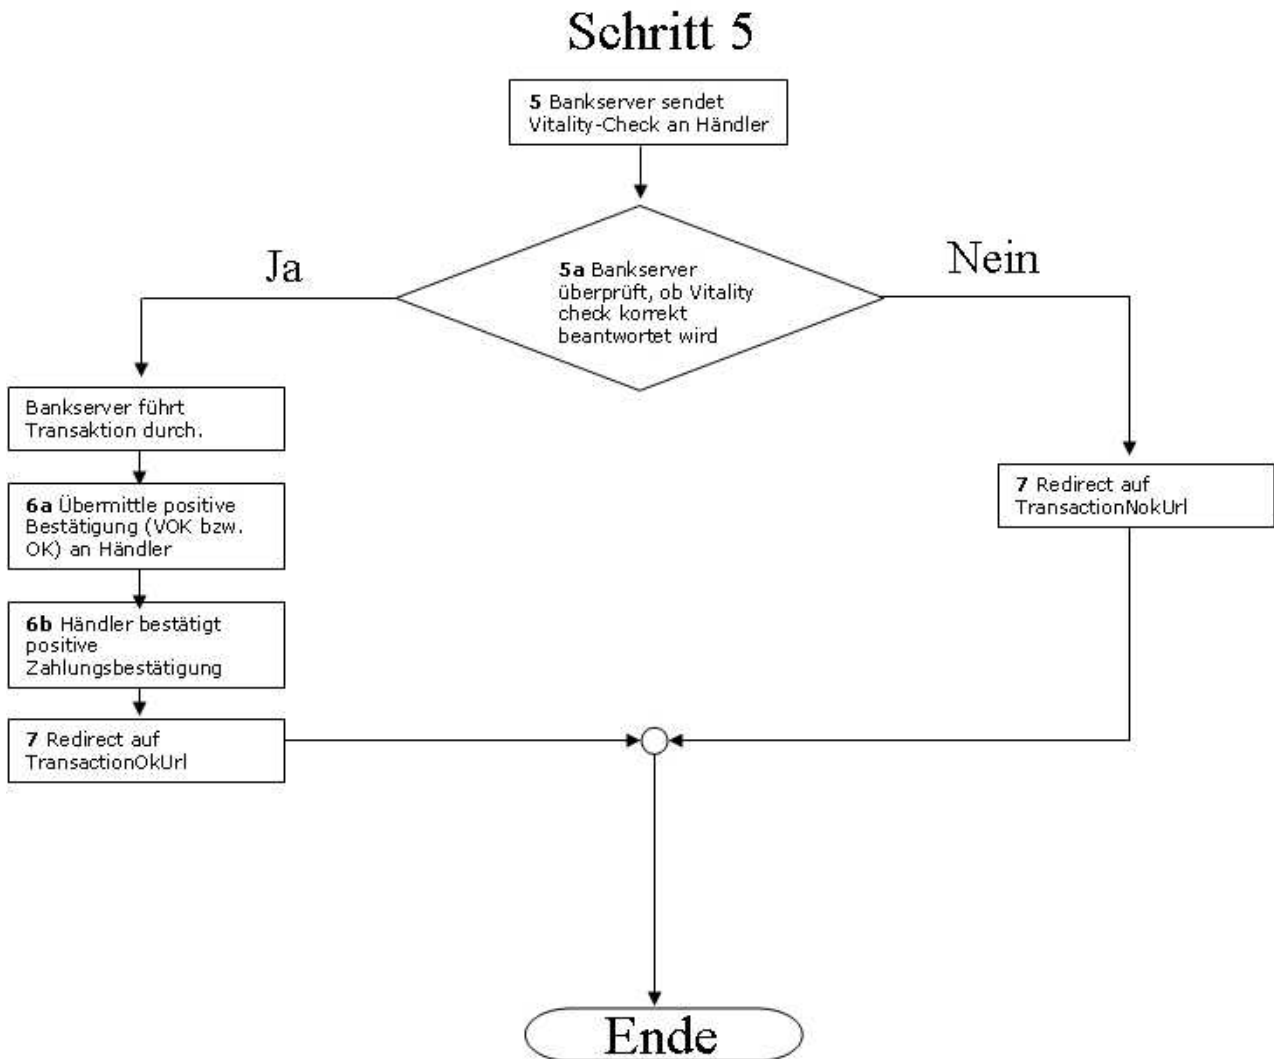 Schritt 5
5 Bankserver sendet
Vitality-Check an Händler
Ja
Nein
5a Bankserver
überprüft, ob Vitality
check korrekt
beantwortet wird
Bankserver führt
Transaktion durch.
6a Übermittle positive
Bestätigung (VOK bzw.
OK) an Händler
7 Redirect auf
TransactionNokUrl
6b Händler bestätigt
positive
Zahlungsbestätigung
7 Redirect auf
TransactionOkUrl
Ende